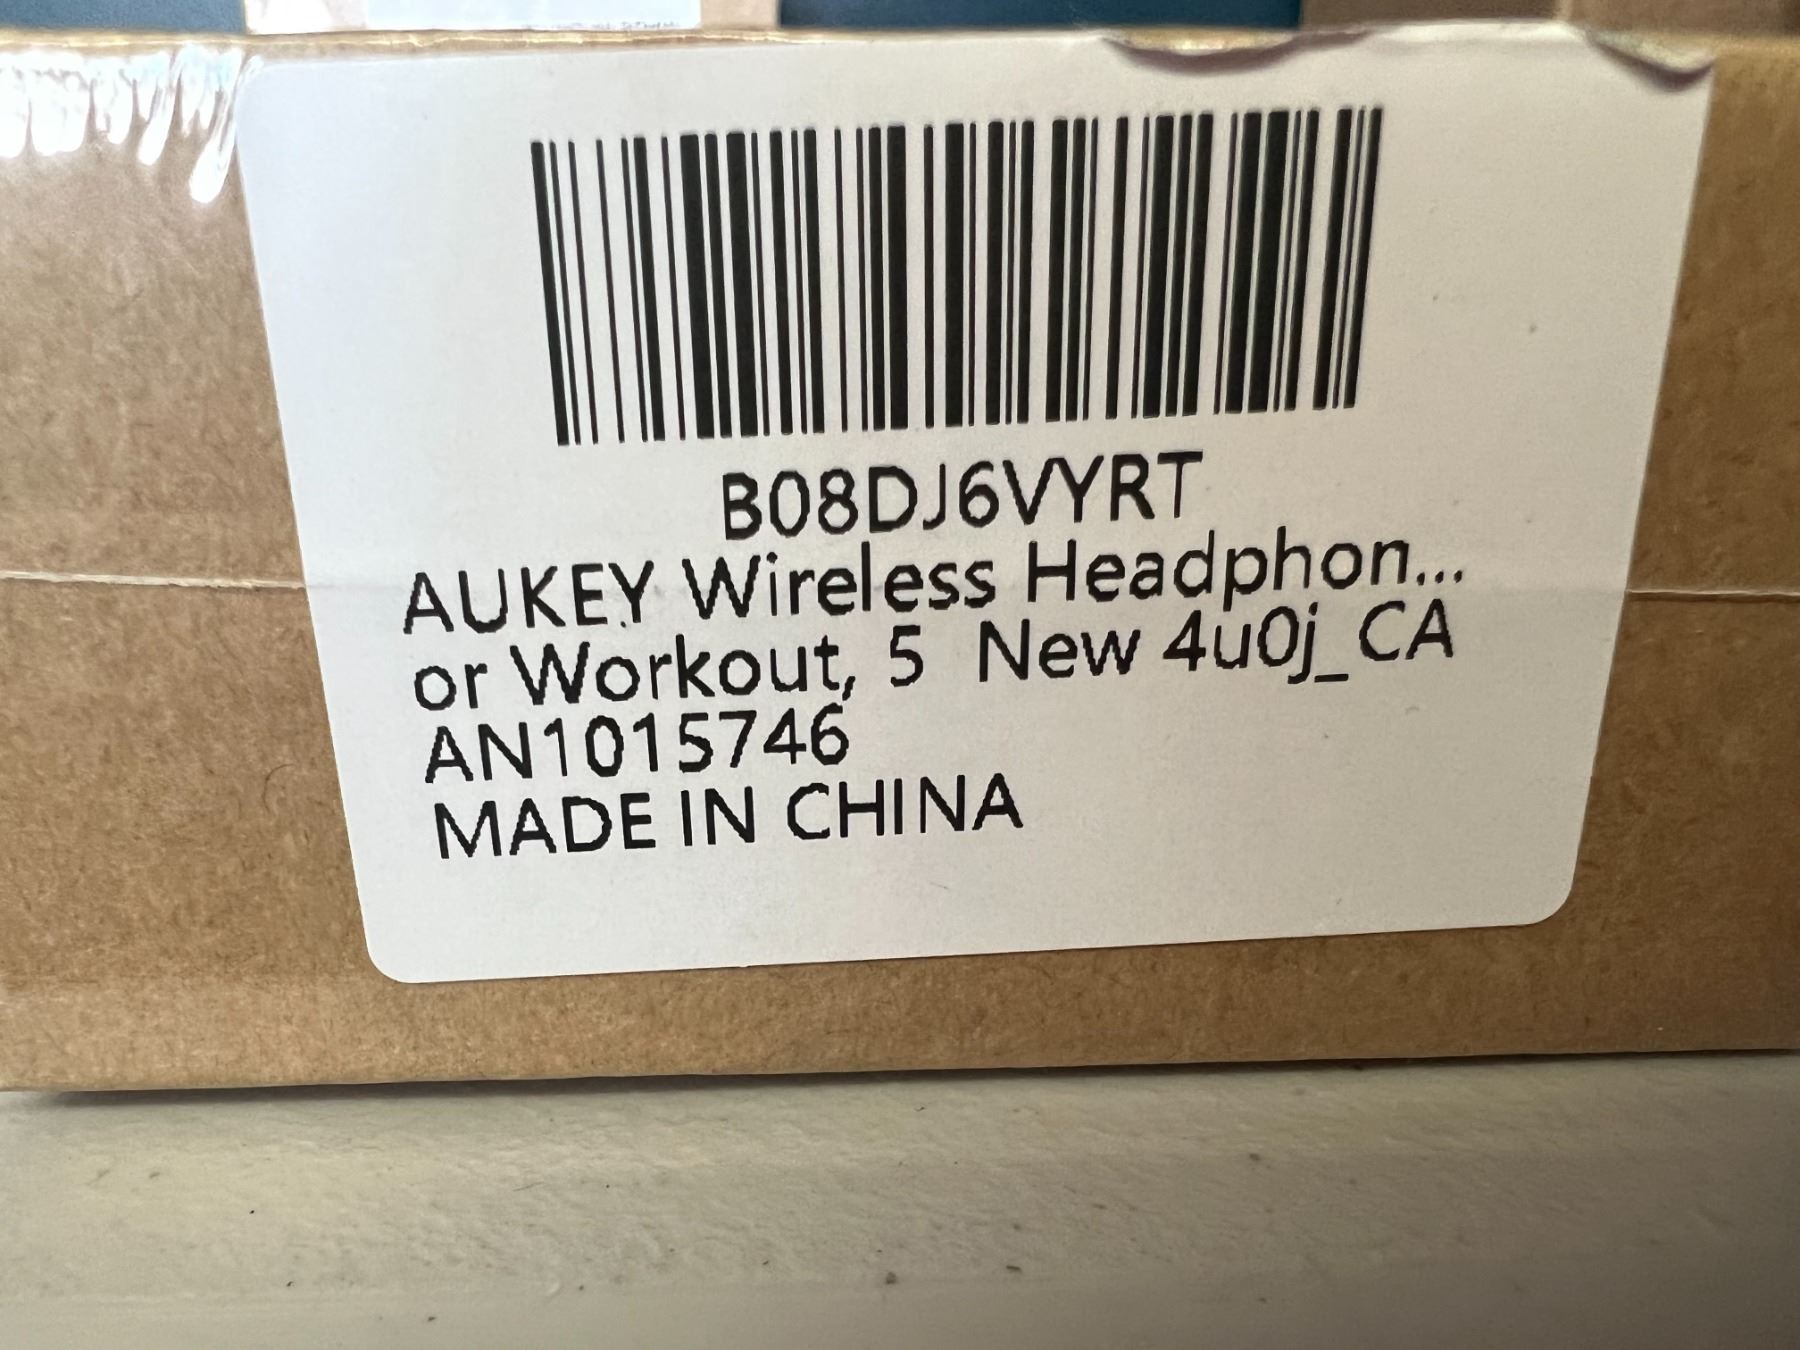 B08DJ6VYRT
AUKEY Wireless Headphon...
or Workout, 5  New 4u0j_CA
AN1015746
MADE IN CHINA